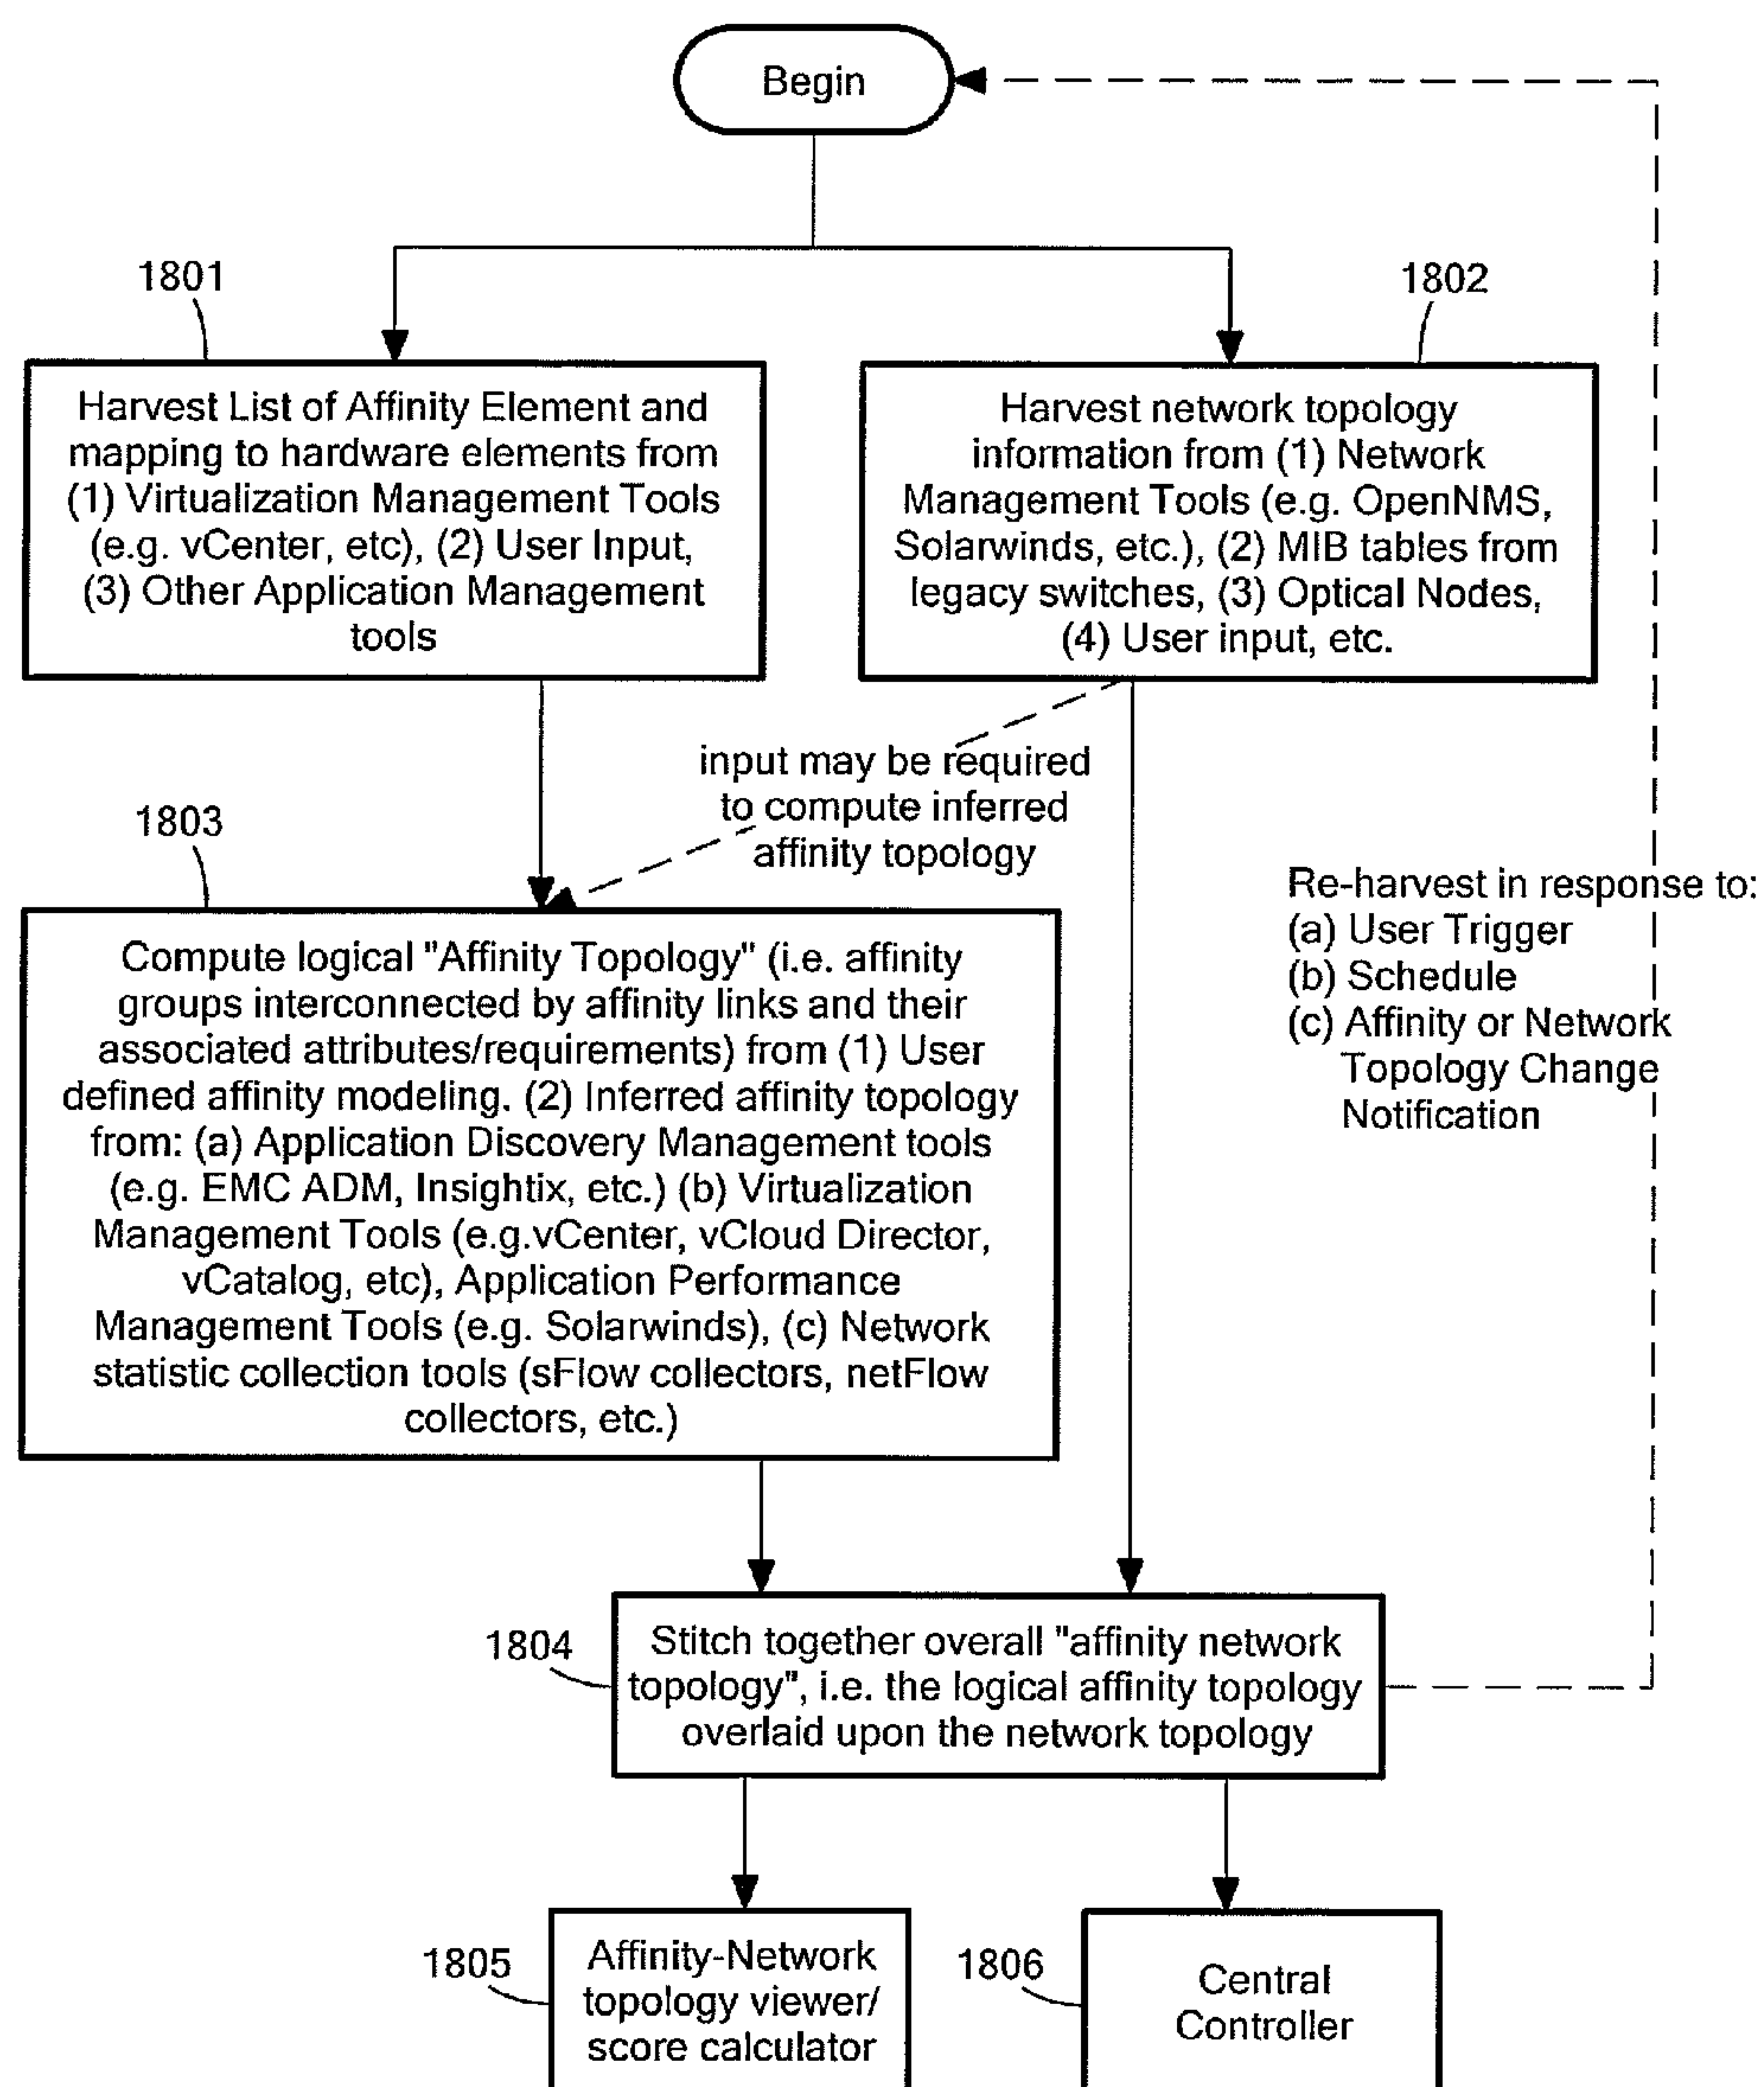 Begin
1801
1802
Harvest List of Affinity Element and
mapping to hardware elements from
(1) Virtualization Management Tools
(e.g. vCenter, etc), (2) User Input,
(3) Other Application Management
tools
Harvest network topology
information from (1) Network
Management Tools (e.g. OpenNMS,
Solarwinds, etc.), (2) MIB tables from
legacy switches, (3) Optical Nodes,
(4) User input, etc.
input may be required
to compute inferred
affinity topology
1803
Re-harvest in response to:
(a) User Trigger
(b) Schedule
(c) Affinity or Network
Topology Change
Notification
Compute logical "Affinity Topology" (i.e. affinity
groups interconnected by affinity links and their
associated attributes/requirements) from (1) User
defined affinity modeling. (2) Inferred affinity topology
from: (a) Application Discovery Management tools
(e.g. EMC ADM, Insightix, etc.) (b) Virtualization
Management Tools (e.g.vCenter, vCloud Director,
vCatalog, etc), Application Performance
Management Tools (e.g. Solarwinds), (c) Network
statistic collection tools (sFlow collectors, netFlow
collectors, etc.)
1804
Stitch together overall "affinity network
topology", i.e. the logical affinity topology
overlaid upon the network topology
1805
Affinity-Network
topology viewer/
score calculator
1806
Central
Controller